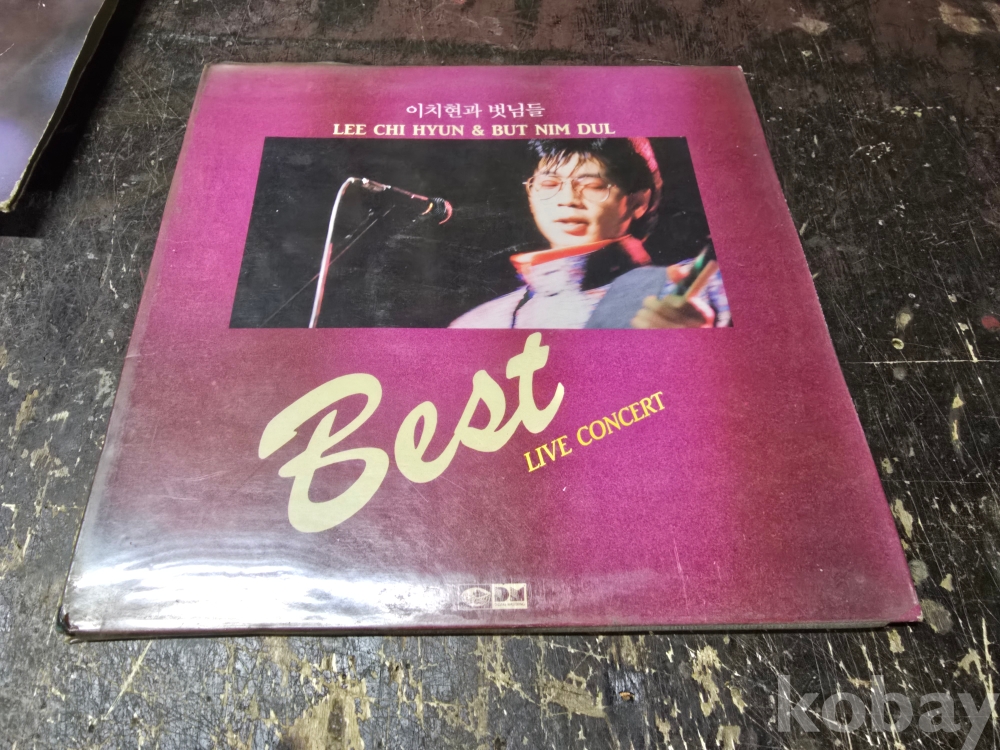 이치현과 벗님들
LEE CHI HYUN & BUT NIM DUL
Best
LIVE CONCERT
kobay